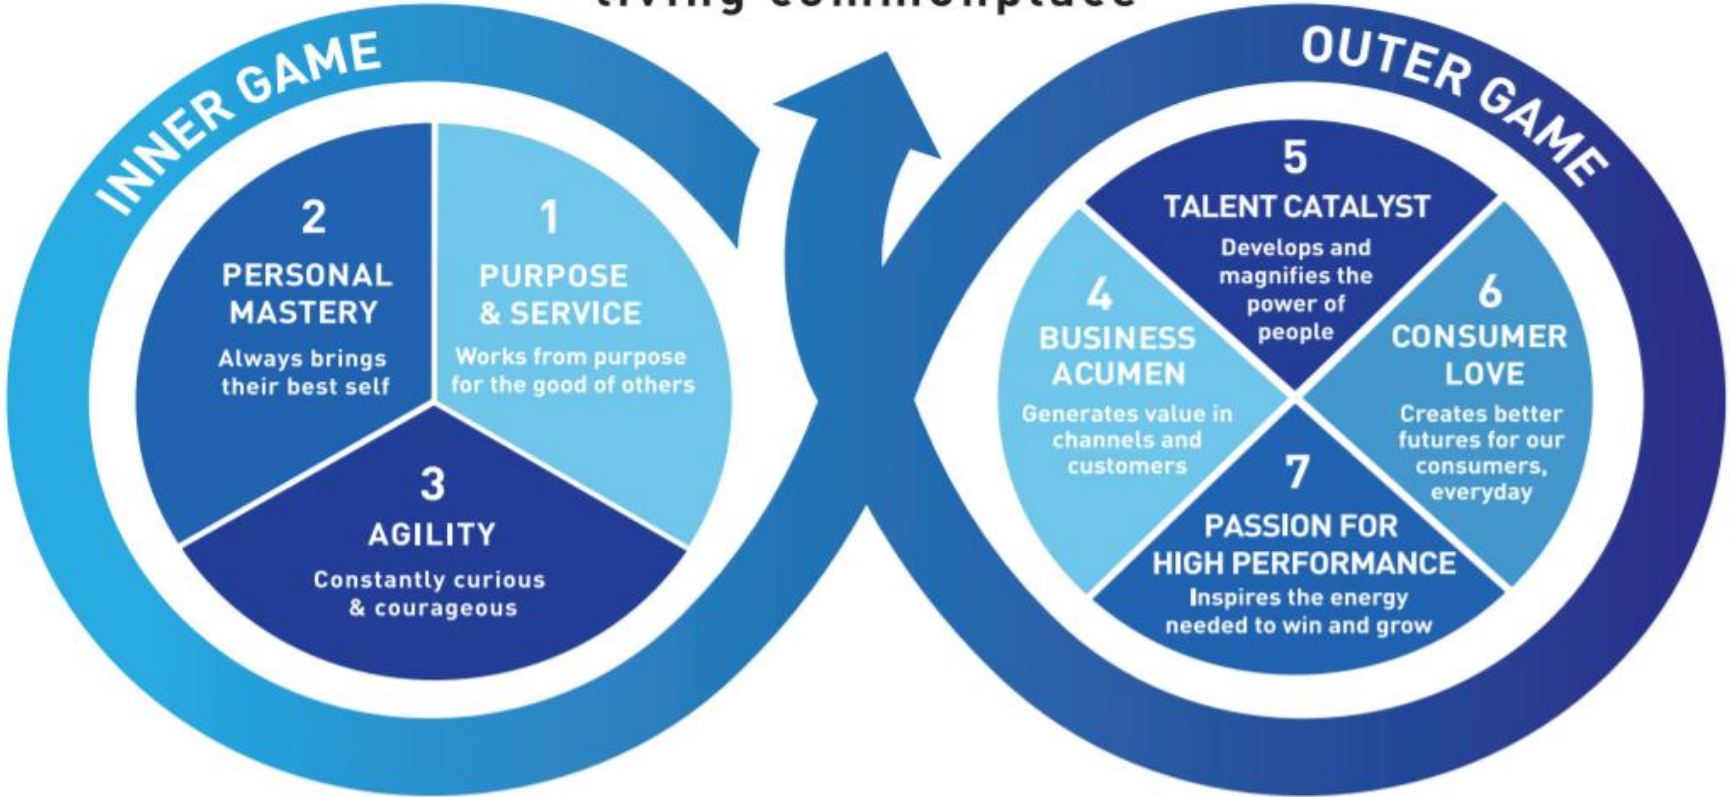 living commonplace
INNER GAME
1
PURPOSE
& SERVICE
Works from purpose
for the good of others
2
PERSONAL
MASTERY
Always brings
their best self
3
AGILITY
Constantly curious
& courageous
OUTER GAME
4
BUSINESS
ACUMEN
Generates value in
channels and
customers
5
TALENT CATALYST
Develops and
magnifies the
power of
people
6
CONSUMER
LOVE
Creates better
futures for our
consumers,
everyday
7
PASSION FOR
HIGH PERFORMANCE
Inspires the energy
needed to win and grow